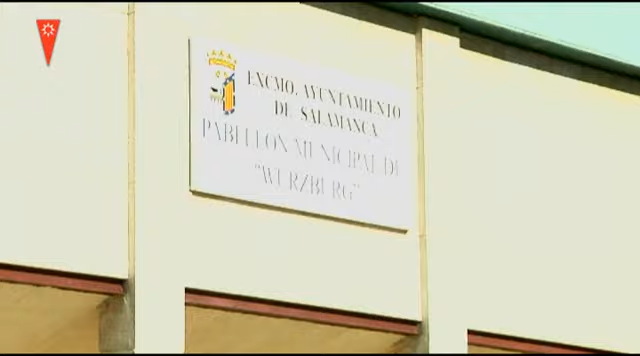 EXCMO. AYUNTAMIENTO
DE SALAMANCA
PABELLON MUNICIPAL DE
"WURZBURG"